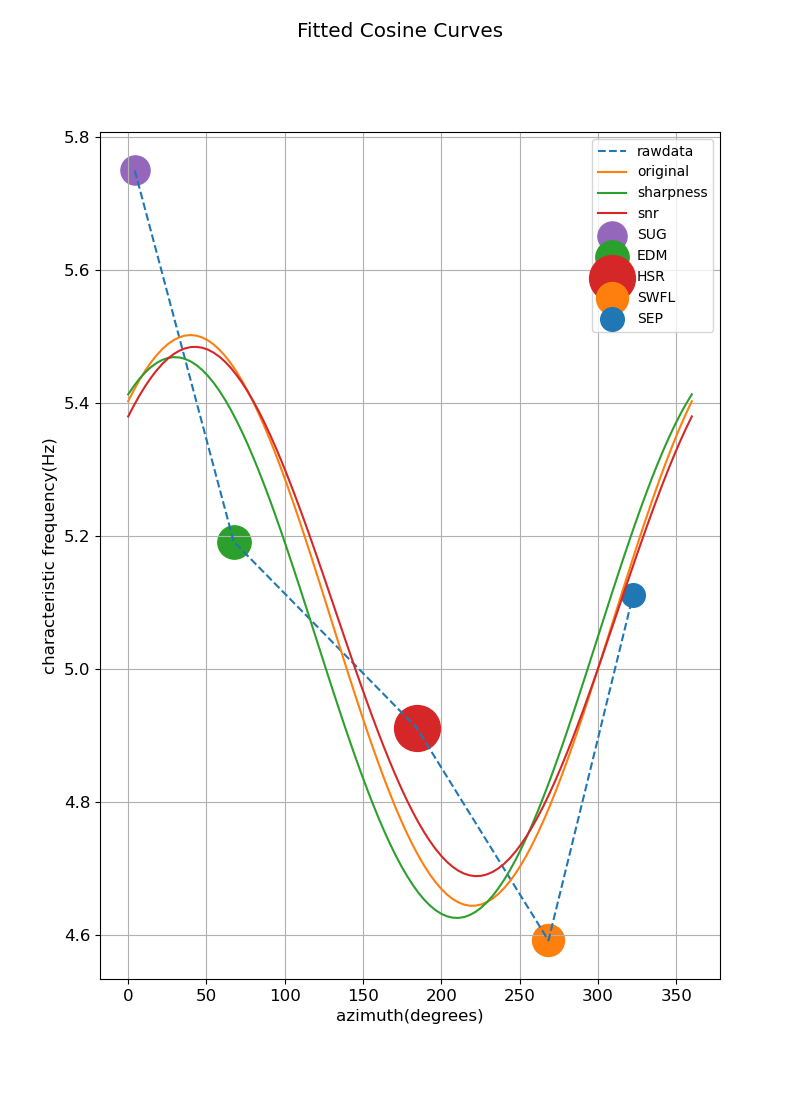 Fitted Cosine Curves
5.8
5.6
5.4
5.2
5.0
4.8
4.6
characteristic frequency(Hz)
rawdata
original
sharpness
snr
SUG
EDM
HSR
SWFL
SEP
0 50 100 150 200 250 300 350
azimuth(degrees)